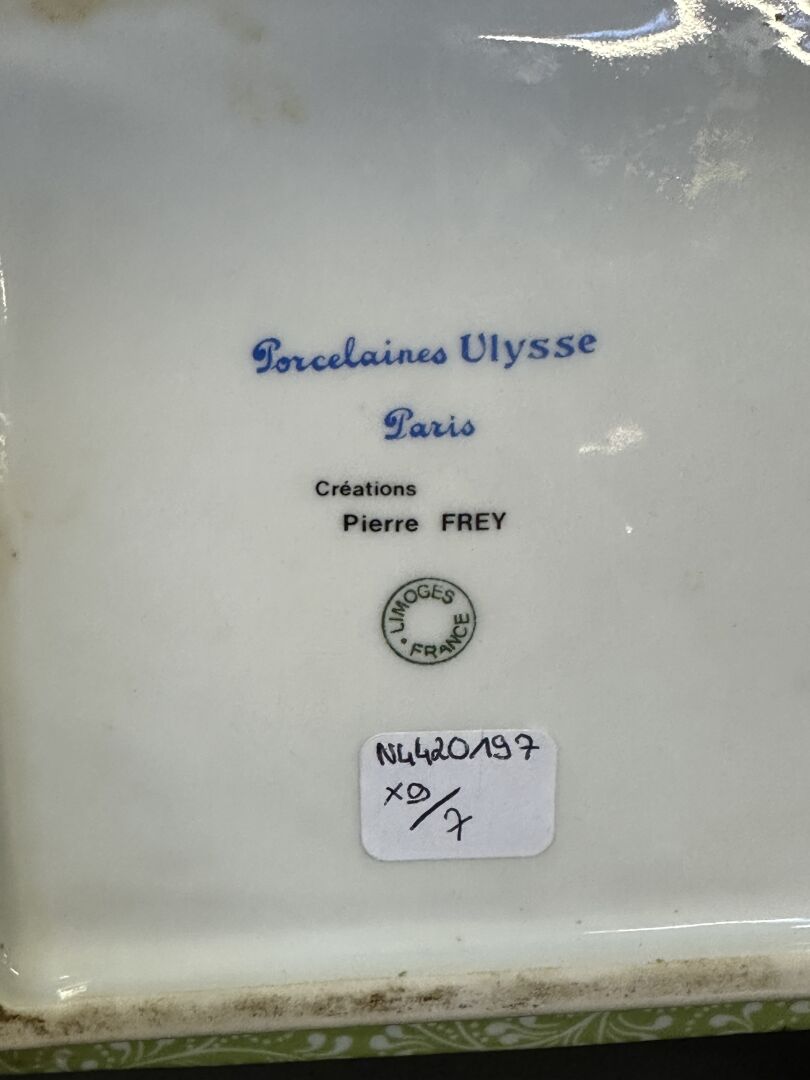 Porcelaines Ulysse
Paris
Créations
Pierre FREY
LIMOGES
FRANCE
N4420197
x9/7